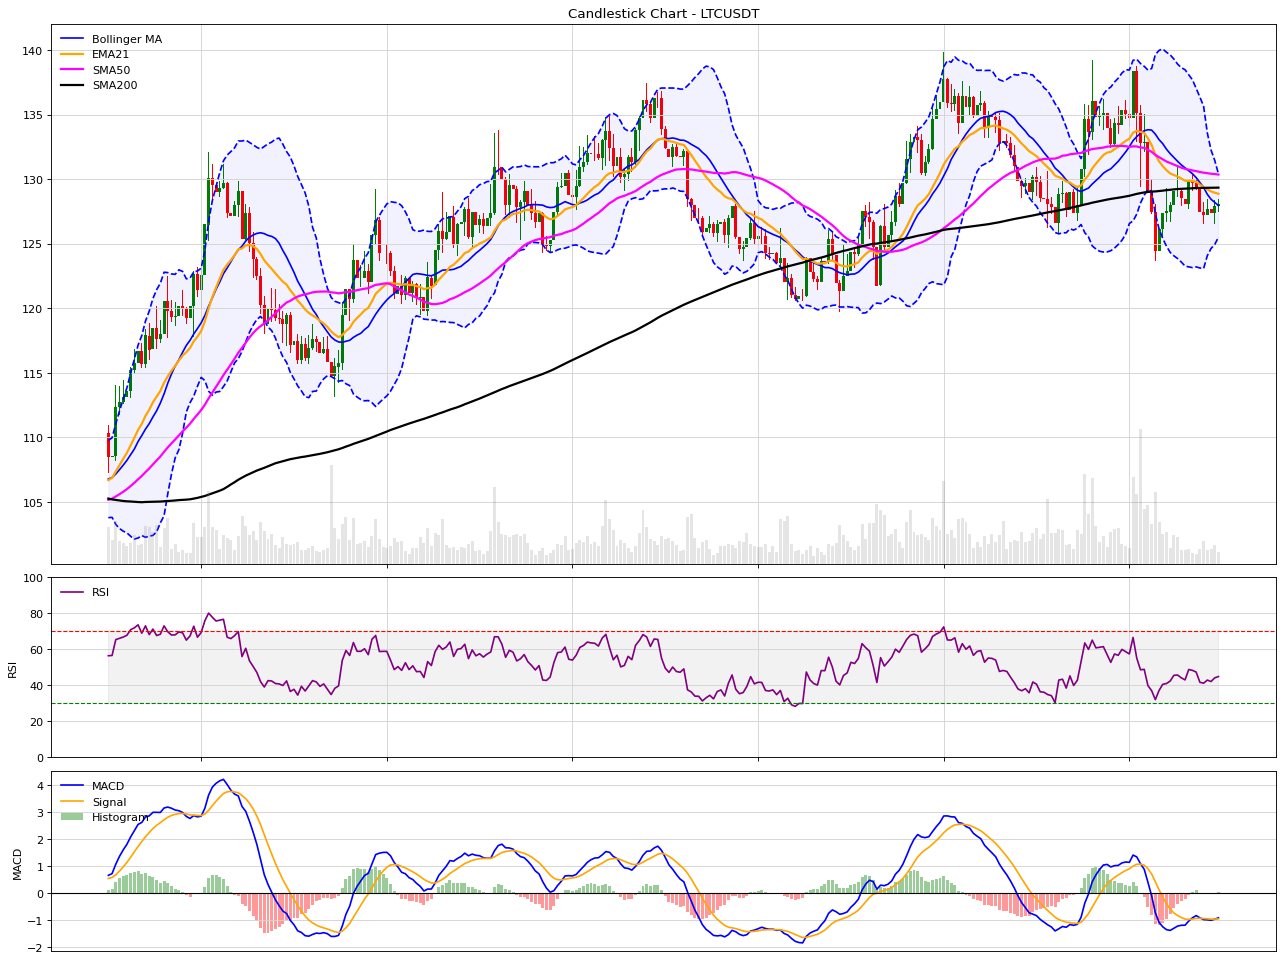 Candlestick Chart - LTCUSDT
Bollinger MA
EMA21
SMA50
SMA200
140
135
130
125
120
115
110
105
RSI
100
80
60
40
20
0
RSI
MACD
Signal
Histogram
4
3
2
1
0
−1
−2
MACD